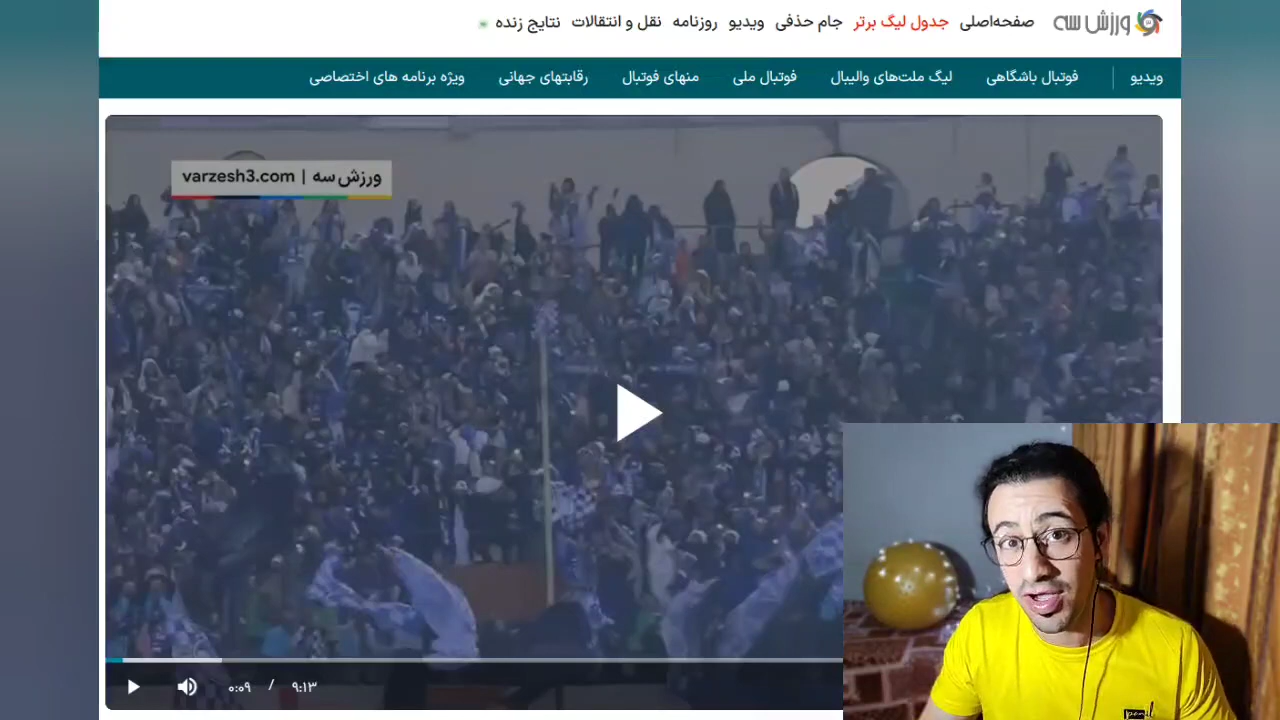 ورزش سه صفحه‌اصلی جدول لیگ برتر جام حذفی ویدیو روزنامه نقل و انتقالات نتایج زنده
ویدیو فوتبال باشگاهی لیگ ملت‌های والیبال فوتبال ملی منهای فوتبال رقابتهای جهانی ویژه برنامه های اختصاصی
ورزش سه | varzesh3.com
۰:۰۹ / ۹:۱۳